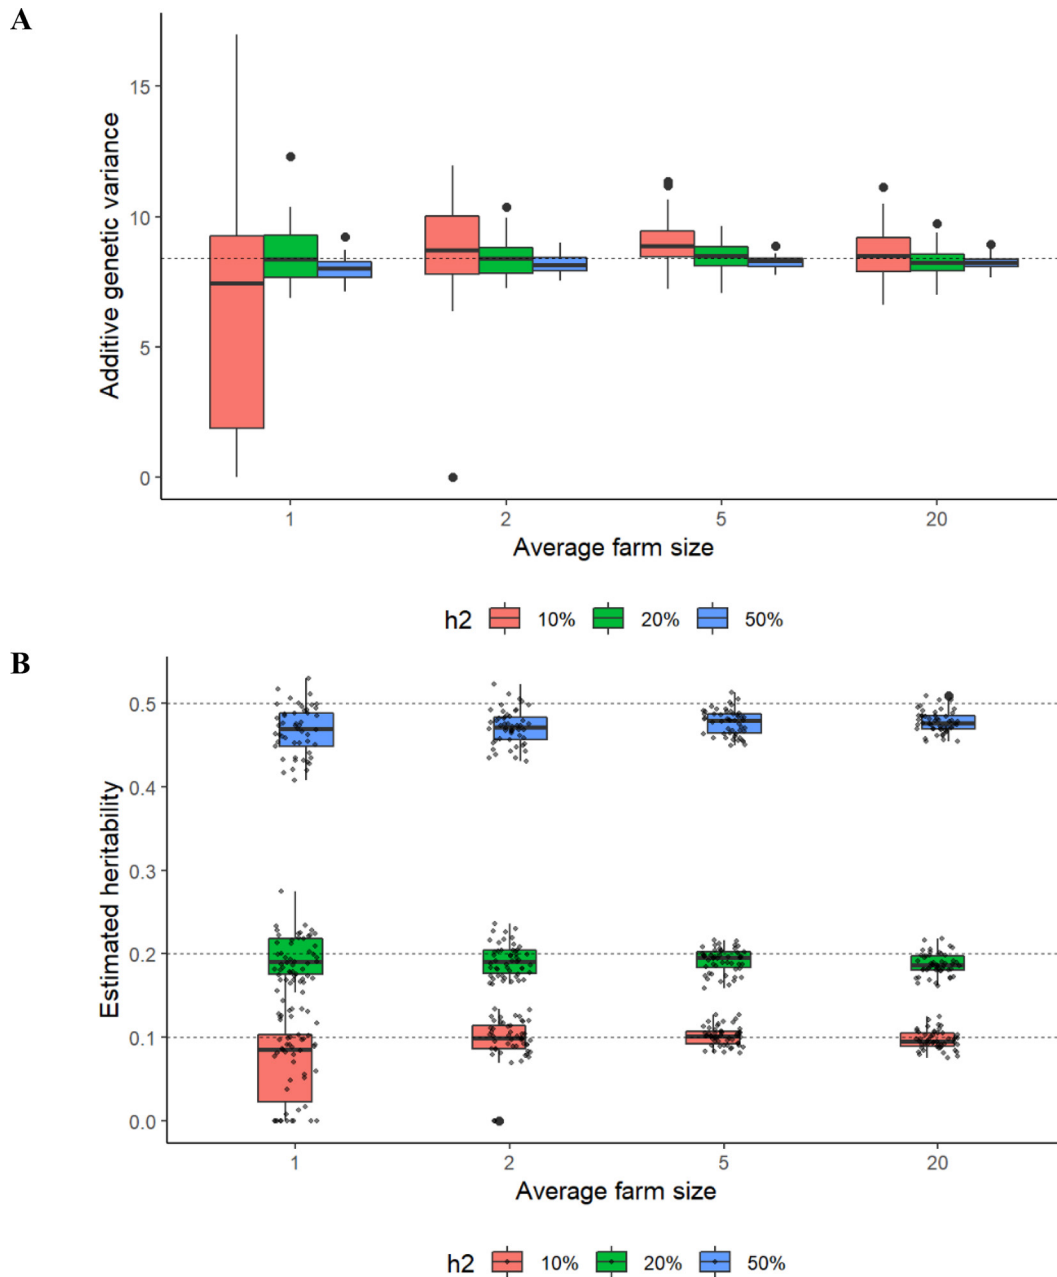 A
Additive genetic variance
15
10
5
0
1 2 5 20
Average farm size
h2 10% 20% 50%
B
Estimated heritability
0.5
0.4
0.3
0.2
0.1
0.0
1 2 5 20
Average farm size
h2 10% 20% 50%